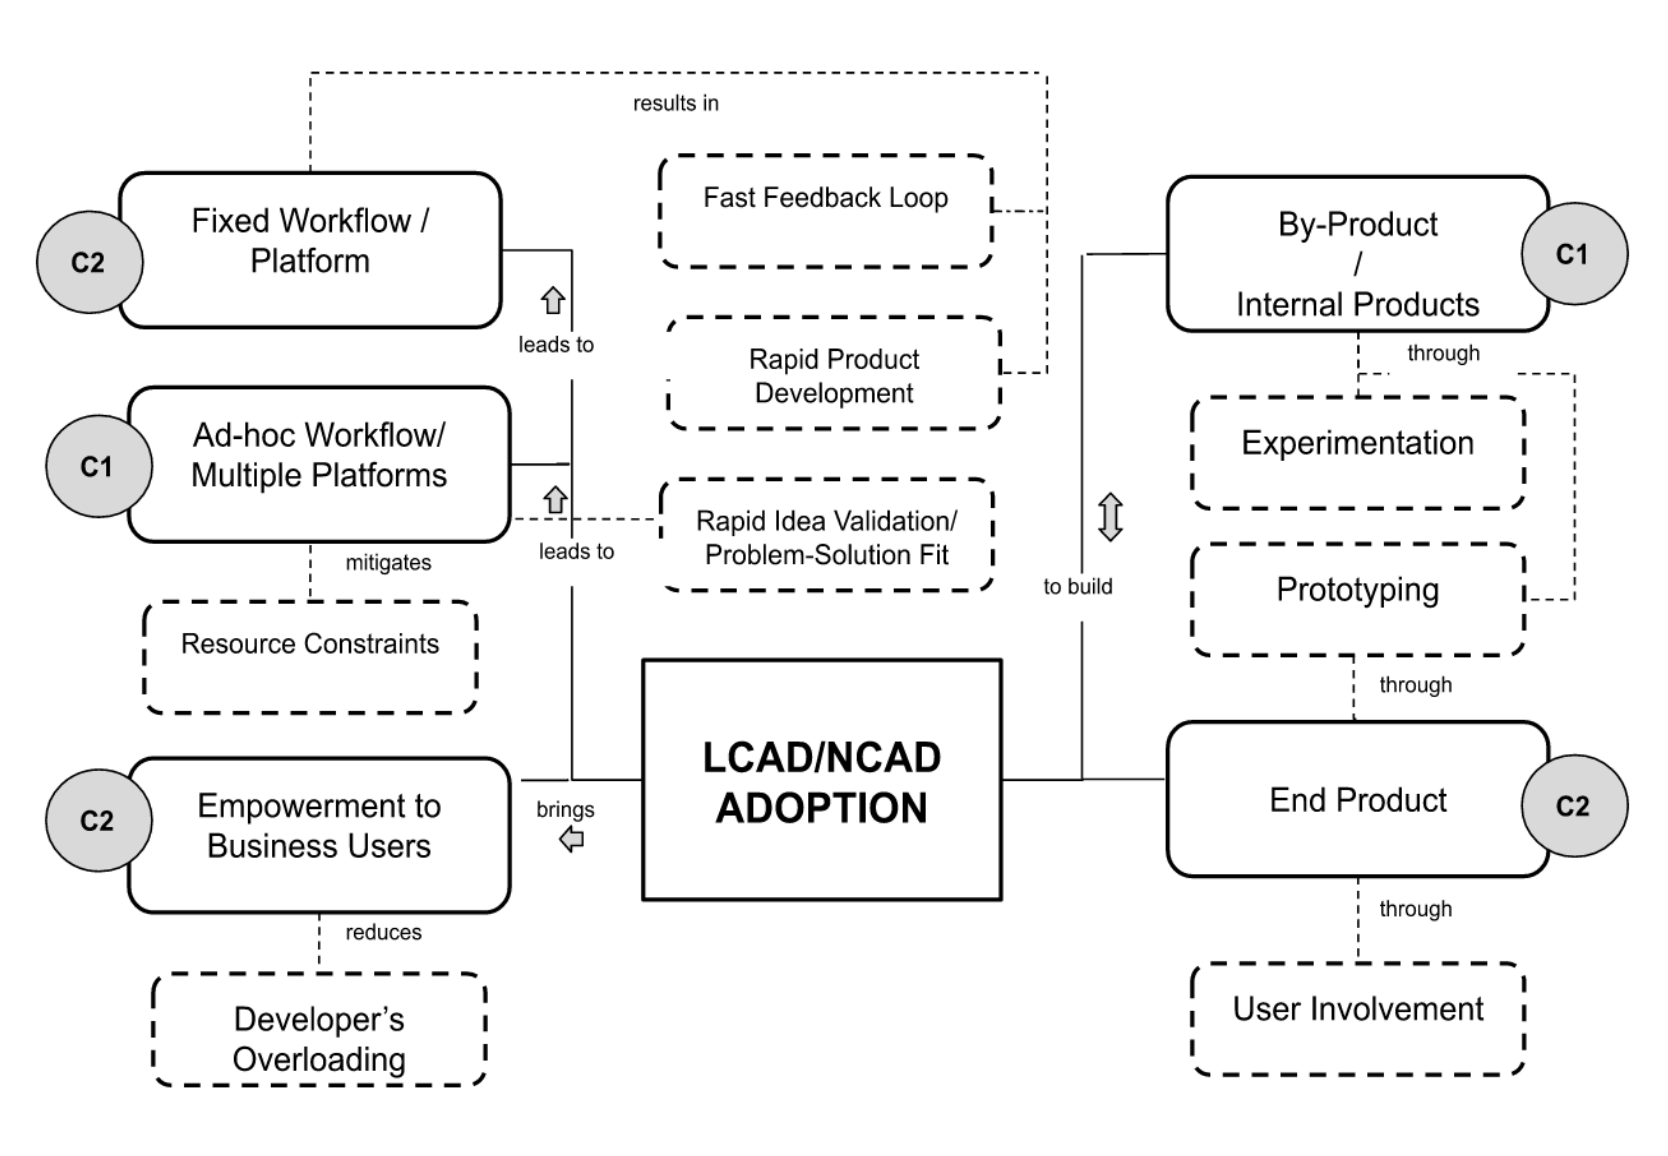 results in
Fast Feedback Loop
Fixed Workflow /
Platform
C2
leads to
Rapid Product
Development
Ad-hoc Workflow/
Multiple Platforms
C1
leads to
Rapid Idea Validation/
Problem-Solution Fit
mitigates
Resource Constraints
Empowerment to
Business Users
C2
brings
reduces
Developer’s
Overloading
LCAD/NCAD
ADOPTION
to build
By-Product
/
Internal Products
C1
through
Experimentation
Prototyping
through
End Product
C2
through
User Involvement